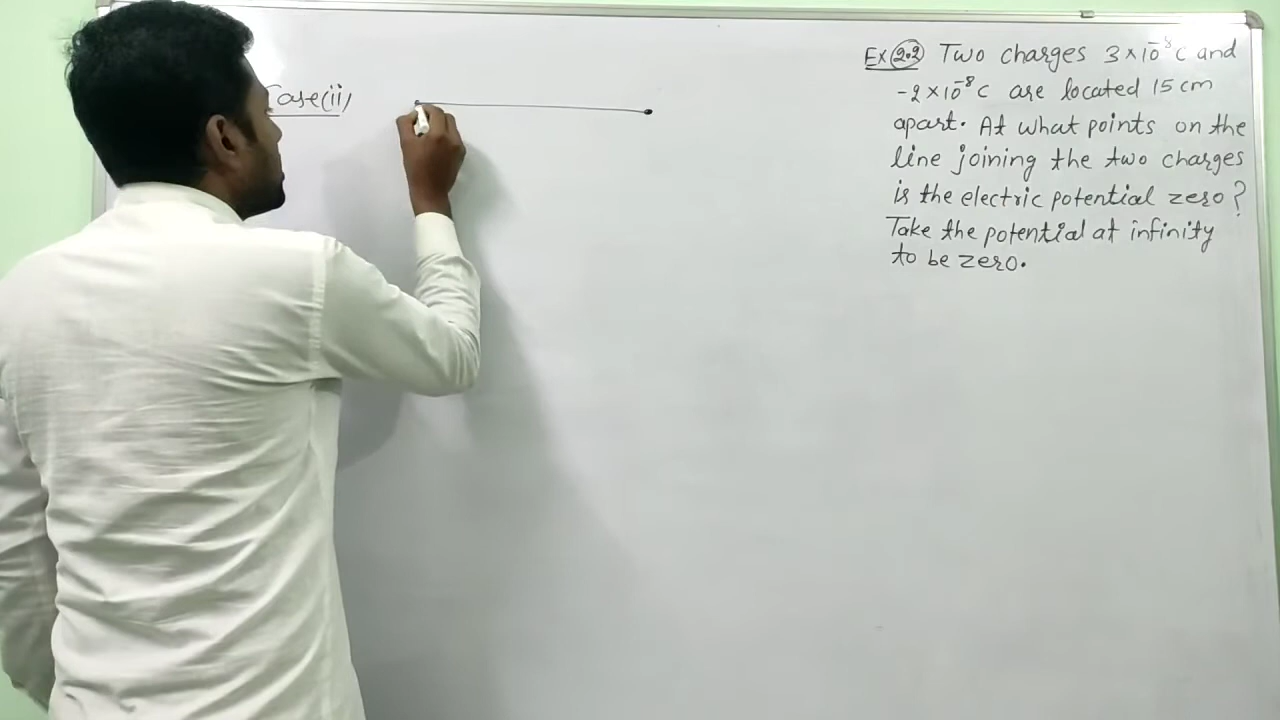 Case(ii)
Ex 2.2 Two charges 3×10⁻⁸C and
-2×10⁻⁸C are located 15 cm
apart. At what points on the
line joining the two charges
is the electric potential zero?
Take the potential at infinity
to be zero.